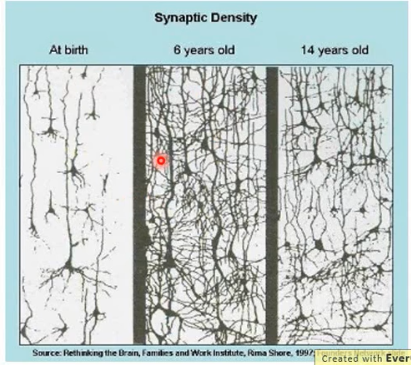 Synaptic Density
At birth 6 years old 14 years old
Source: Rethinking the Brain, Families and Work Institute, Rima Shore, 1997;
Created with Ever